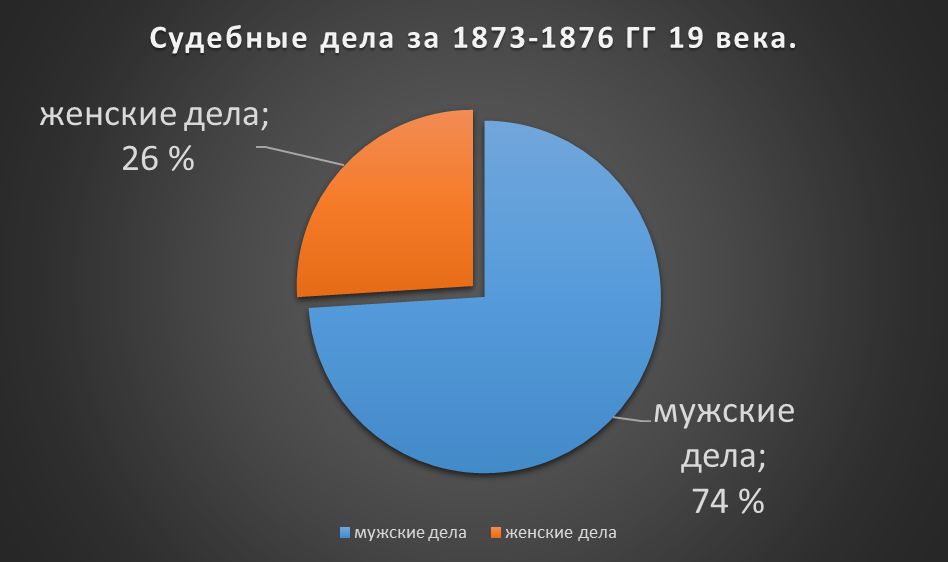 Судебные дела за 1873-1876 ГГ 19 века.
женские дела;
26 %
мужские
дела;
74 %
мужские дела
женские дела